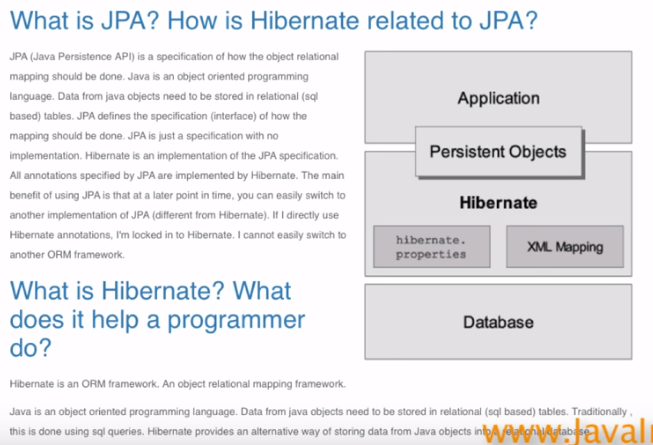 What is JPA? How is Hibernate related to JPA?
JPA (Java Persistence API) is a specification of how the object relational
mapping should be done. Java is an object oriented programming
language. Data from java objects need to be stored in relational (sql
based) tables. JPA defines the specification (interface) of how the
mapping should be done. JPA is just a specification with no
implementation. Hibernate is an implementation of the JPA specification.
All annotations specified by JPA are implemented by Hibernate. The main
benefit of using JPA is that at a later point in time, you can easily switch to
another implementation of JPA (different from Hibernate). If I directly use
Hibernate annotations, I'm locked in to Hibernate. I cannot easily switch to
another ORM framework.
Application
Persistent Objects
Hibernate
hibernate.
properties
XML Mapping
Database
What is Hibernate? What
does it help a programmer
do?
Hibernate is an ORM framework. An object relational mapping framework.
Java is an object oriented programming language. Data from java objects need to be stored in relational (sql based) tables. Traditionally ,
this is done using sql queries. Hibernate provides an alternative way of storing data from Java objects into a relational database.